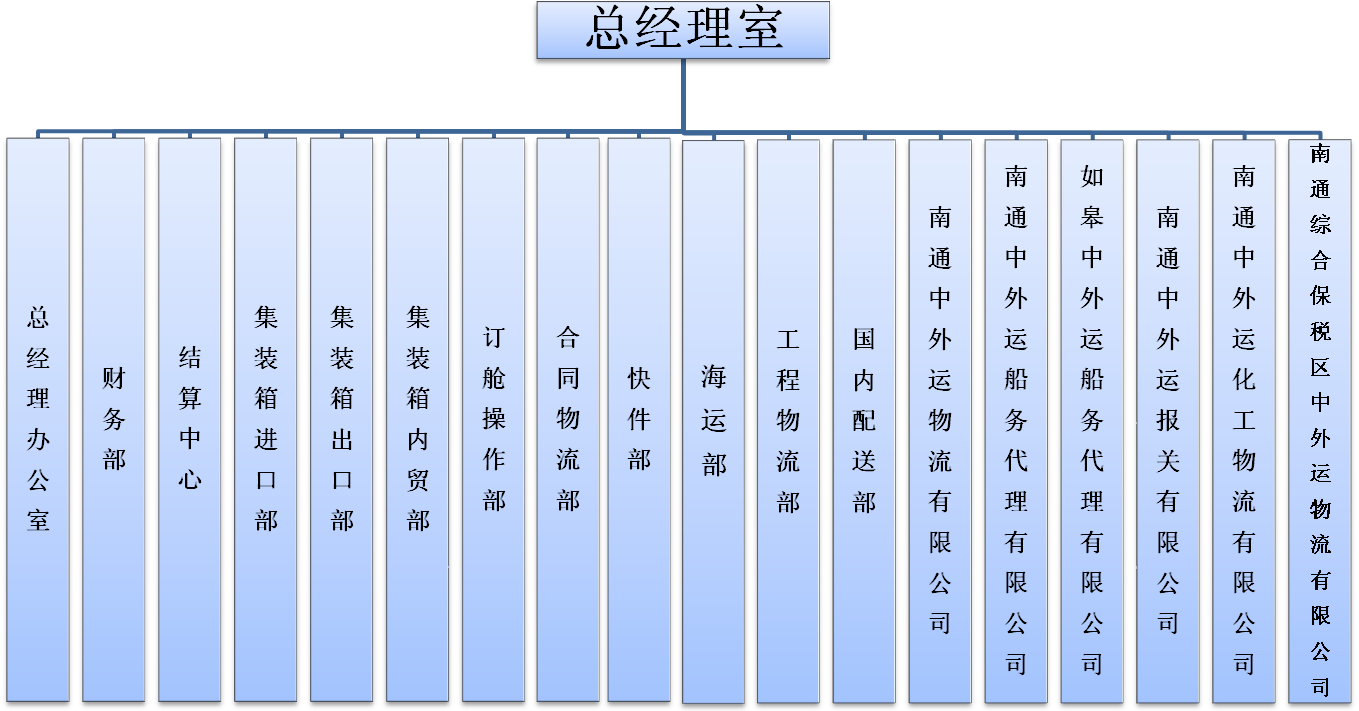 总经理室
总经理办公室
财务部
结算中心
集装箱进口部
集装箱出口部
集装箱内贸部
订舱操作部
合同物流部
快件部
海运部
工程物流部
国内配送部
南通中外运物流有限公司
南通中外运船务代理有限公司
如皋中外运船务代理有限公司
南通中外运报关有限公司
南通中外运化工物流有限公司
南通综合保税区中外运物流有限公司